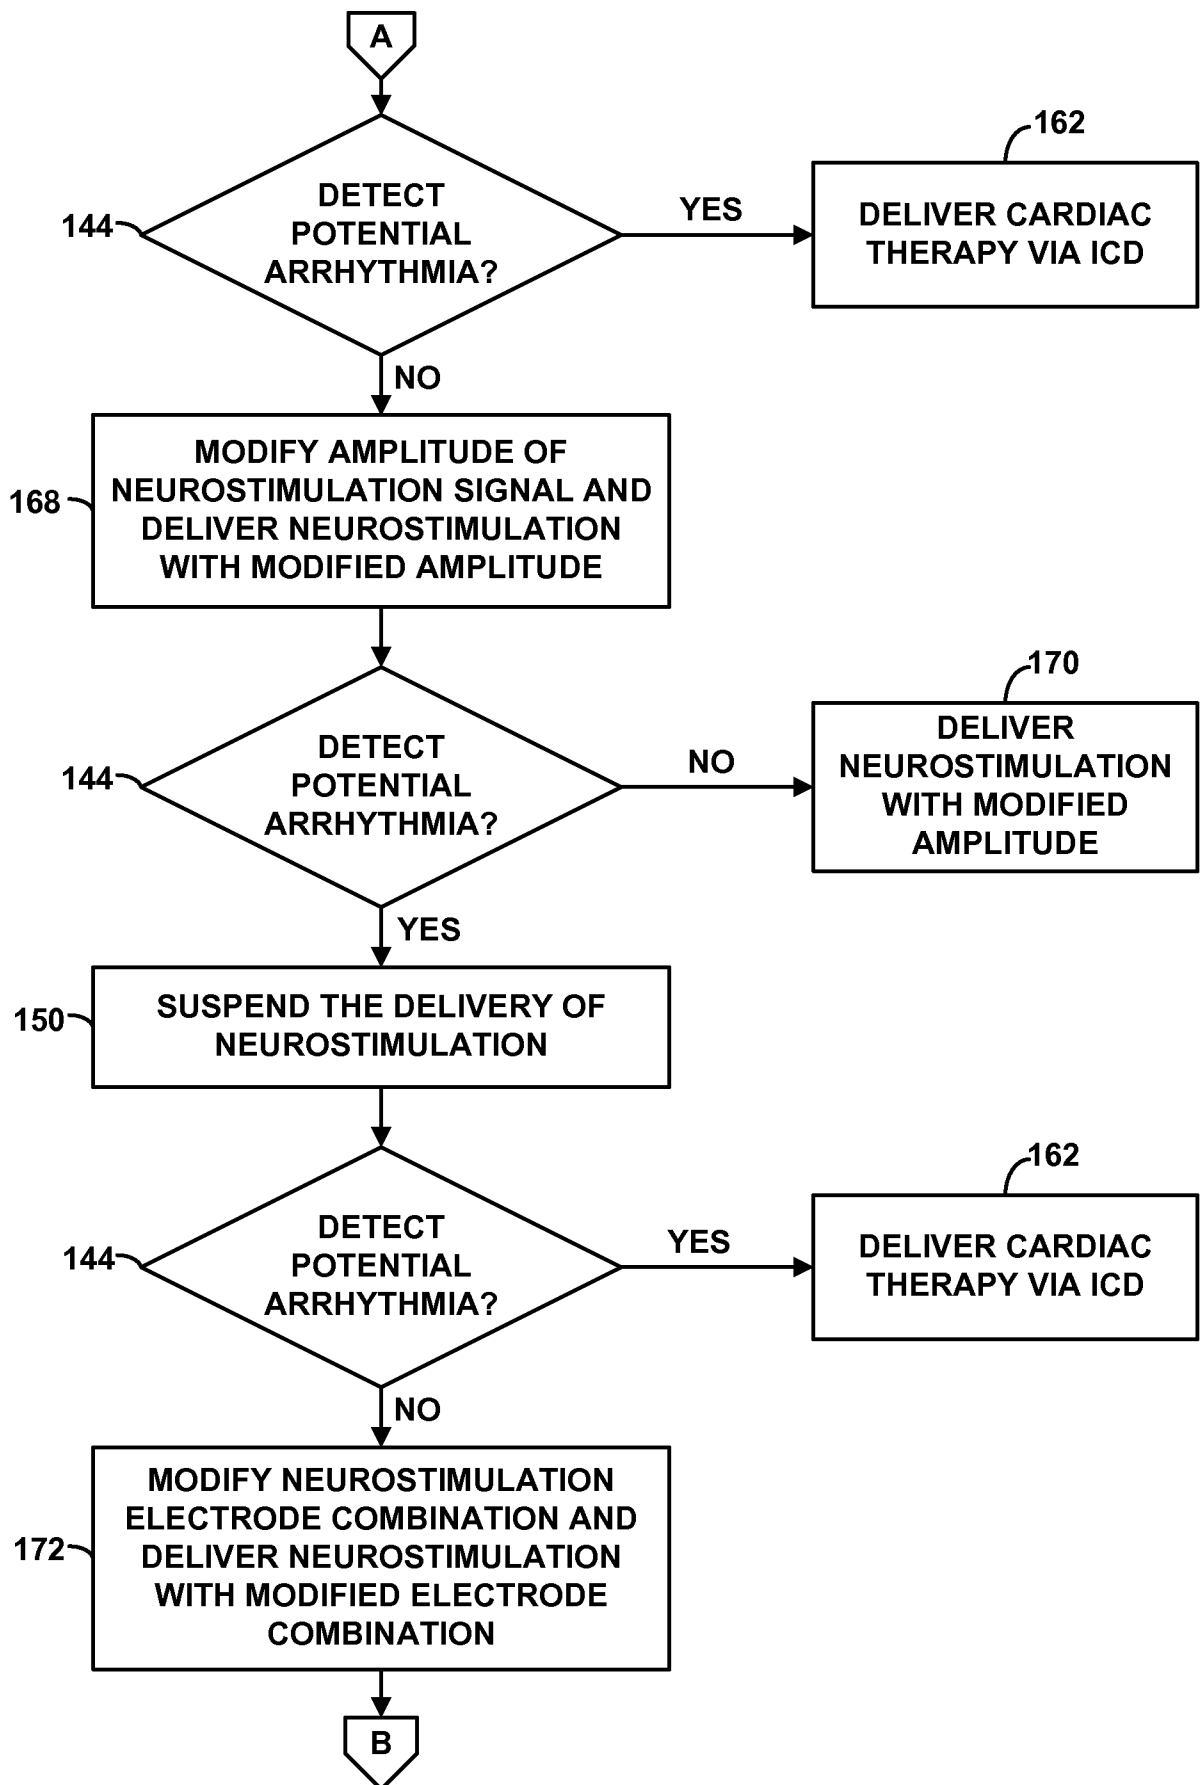 A
162
DETECT
POTENTIAL
ARRHYTHMIA?
144
YES
DELIVER CARDIAC
THERAPY VIA ICD
NO
MODIFY AMPLITUDE OF
NEUROSTIMULATION SIGNAL AND
DELIVER NEUROSTIMULATION
WITH MODIFIED AMPLITUDE
168
170
DETECT
POTENTIAL
ARRHYTHMIA?
144
NO
DELIVER
NEUROSTIMULATION
WITH MODIFIED
AMPLITUDE
YES
150
SUSPEND THE DELIVERY OF
NEUROSTIMULATION
162
DETECT
POTENTIAL
ARRHYTHMIA?
144
YES
DELIVER CARDIAC
THERAPY VIA ICD
NO
MODIFY NEUROSTIMULATION
ELECTRODE COMBINATION AND
DELIVER NEUROSTIMULATION
WITH MODIFIED ELECTRODE
COMBINATION
172
B